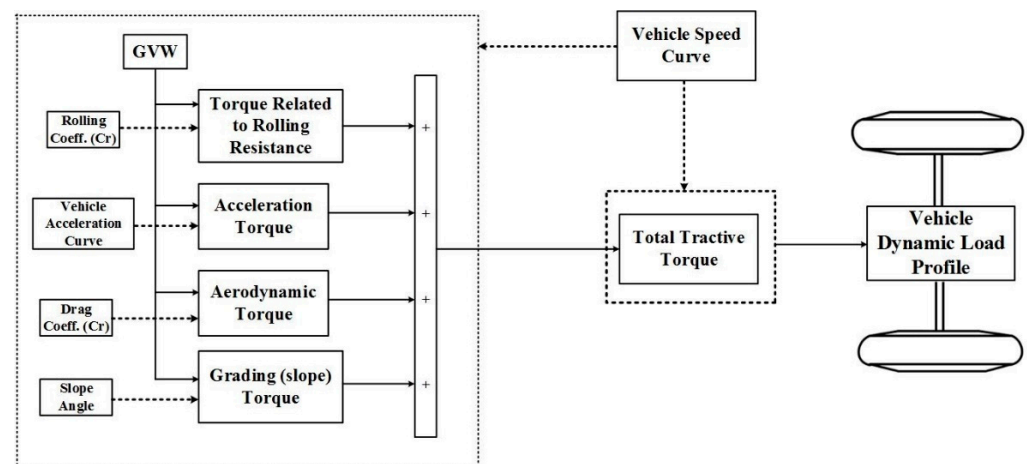 GVW
Vehicle Speed
Curve
Rolling
Coeff. (Cr)
Torque Related
to Rolling
Resistance
+
Vehicle
Acceleration
Curve
Acceleration
Torque
+
Total Tractive
Torque
Vehicle
Dynamic Load
Profile
Drag
Coeff. (Cr)
Aerodynamic
Torque
+
Slope
Angle
Grading (slope)
Torque
+